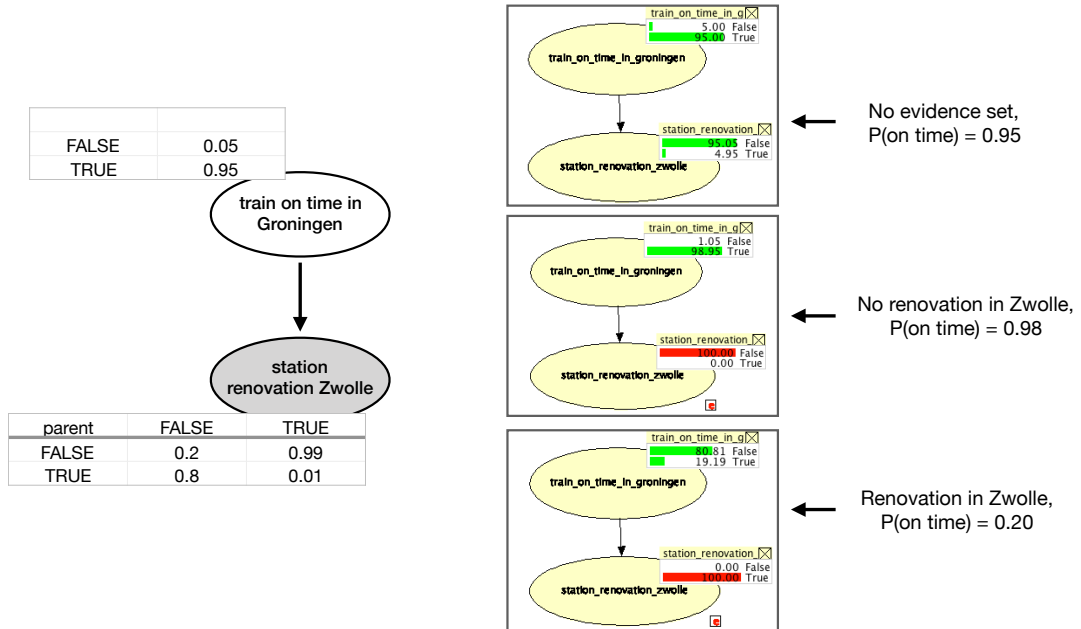 FALSE 0.05
TRUE 0.95
train on time in
Groningen
station
renovation Zwolle
parent FALSE TRUE
FALSE 0.2 0.99
TRUE 0.8 0.01
train_on_time_in_g
5.00 False
95.00 True
train_on_time_in_groningen
station_renovation_
95.05 False
4.95 True
station_renovation_zwolle
No evidence set,
P(on time) = 0.95
train_on_time_in_g
1.05 False
98.95 True
train_on_time_in_groningen
station_renovation_
100.00 False
0.00 True
station_renovation_zwolle
e
No renovation in Zwolle,
P(on time) = 0.98
train_on_time_in_g
80.81 False
19.19 True
train_on_time_in_groningen
station_renovation_
0.00 False
100.00 True
station_renovation_zwolle
e
Renovation in Zwolle,
P(on time) = 0.20